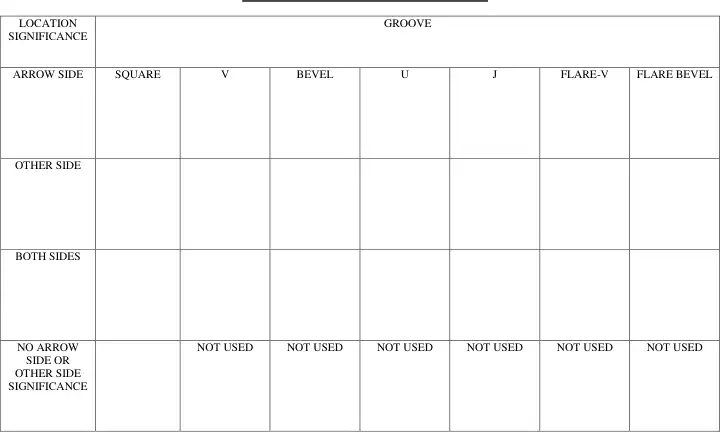 LOCATION
SIGNIFICANCE
GROOVE
ARROW SIDE
SQUARE
V
BEVEL
U
J
FLARE-V
FLARE BEVEL
OTHER SIDE
BOTH SIDES
NO ARROW
SIDE OR
OTHER SIDE
SIGNIFICANCE
NOT USED
NOT USED
NOT USED
NOT USED
NOT USED
NOT USED